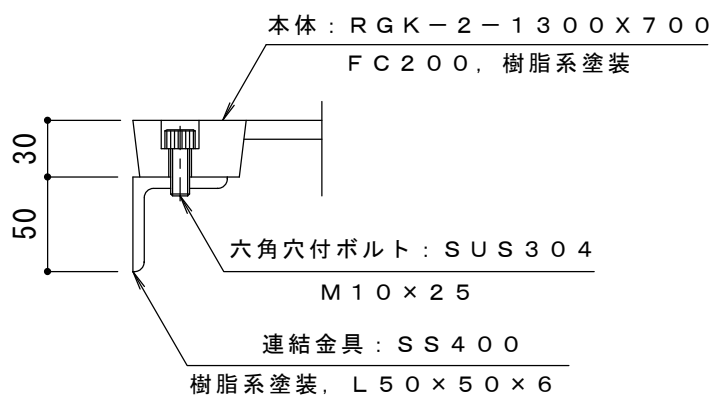 本体：ＲＧＫ－２－１３００Ｘ７００
ＦＣ２００，樹脂系塗装
30
50
六角穴付ボルト：ＳＵＳ３０４
Ｍ１０×２５
連結金具：ＳＳ４００
樹脂系塗装，Ｌ５０×５０×６